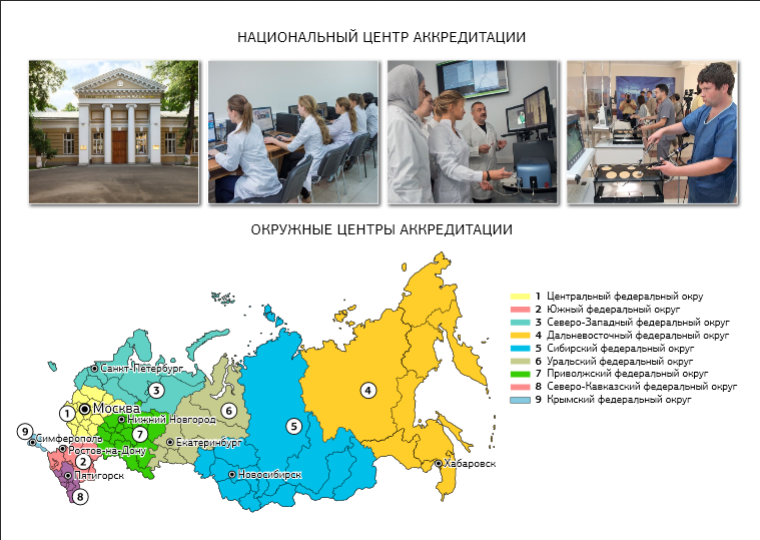 НАЦИОНАЛЬНЫЙ ЦЕНТР АККРЕДИТАЦИИ
ОКРУЖНЫЕ ЦЕНТРЫ АККРЕДИТАЦИИ
1 Центральный федеральный окру
2 Южный федеральный округ
3 Северо-Западный федеральный округ
4 Дальневосточный федеральный округ
5 Сибирский федеральный округ
6 Уральский федеральный округ
7 Приволжский федеральный округ
8 Северо-Кавказский федеральный округ
9 Крымский федеральный округ
Санкт-Петербург
3
4
6
1
Москва
Нижний Новгород
5
9
7
Симферополь
Екатеринбург
Ростов-на-Дону
2
Хабаровск
Пятигорск
Новосибирск
8